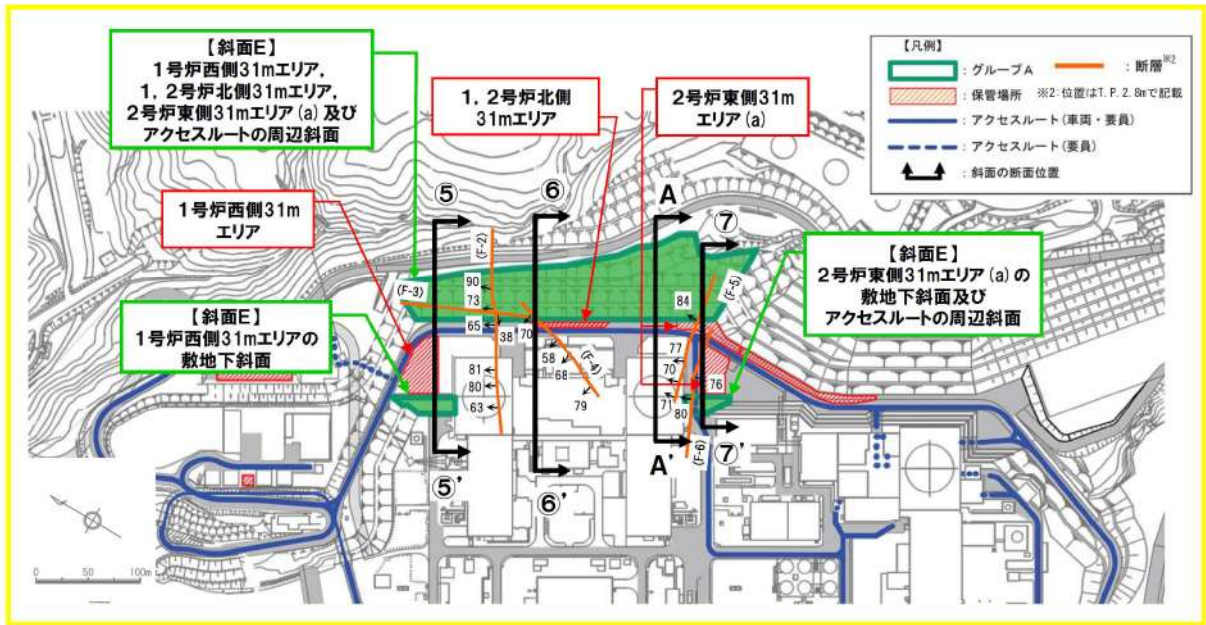 【斜面E】
1号炉西側31mエリア，
1，2号炉北側31mエリア，
2号炉東側31mエリア(a)及び
アクセスルートの周辺斜面
1，2号炉北側
31mエリア
2号炉東側31m
エリア(a)
【凡例】
：グループA
：断層※2
：保管場所
※2：位置はT.P.2.8mで記載
：アクセスルート(車両・要員)
：アクセスルート(要員)
：斜面の断面位置
1号炉西側31m
エリア
【斜面E】
1号炉西側31mエリアの
敷地下斜面
【斜面E】
2号炉東側31mエリア(a)の
敷地下斜面及び
アクセスルートの周辺斜面
⑤
⑥
A
⑦
(F-2)
(F-3)
(F-5)
90
73
84
65
38
70
58
68
(F-4)
77
70
76
81
80
63
79
71
80
(F-6)
⑤'
⑥'
A'
⑦'
0
50
100m